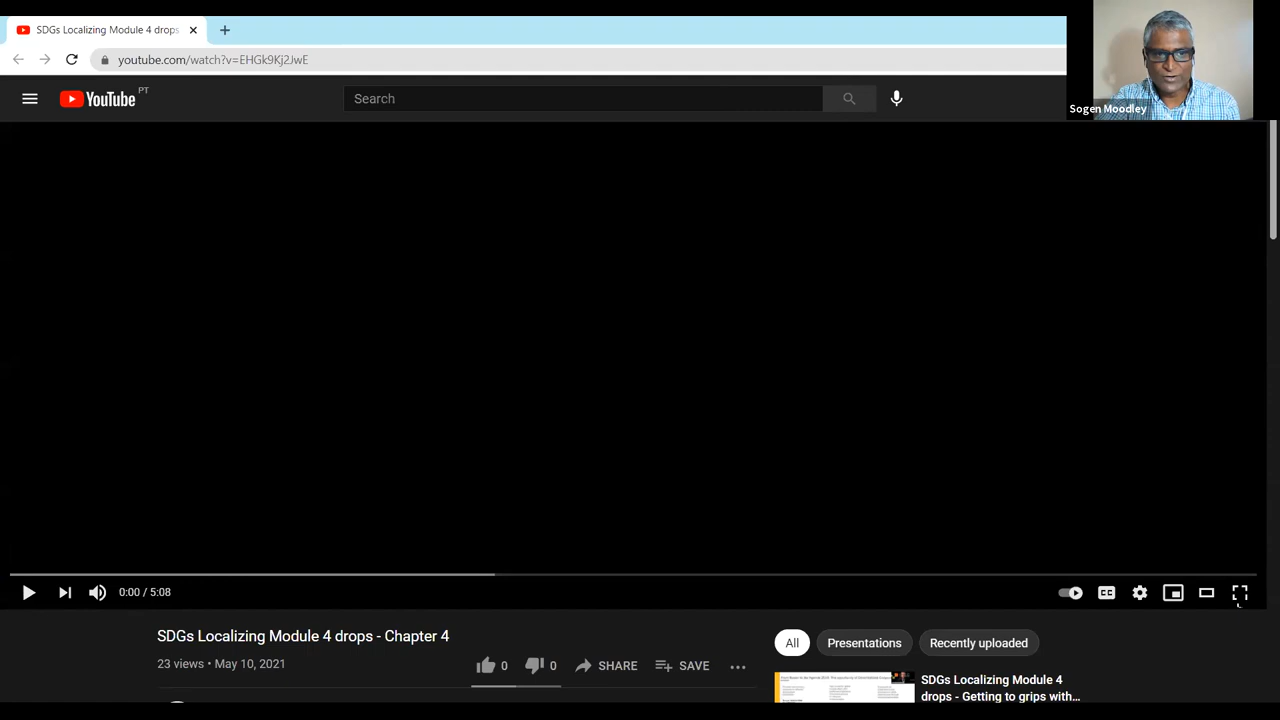 SDGs Localizing Module 4 drops
youtube.com/watch?v=EHGk9Kj2JwE
YouTube PT
Search
Sogen Moodley
0:00 / 5:08
CC
SDGs Localizing Module 4 drops - Chapter 4
23 views • May 10, 2021
0
0
SHARE
SAVE
All
Presentations
Recently uploaded
SDGs Localizing Module 4
drops - Getting to grips with...